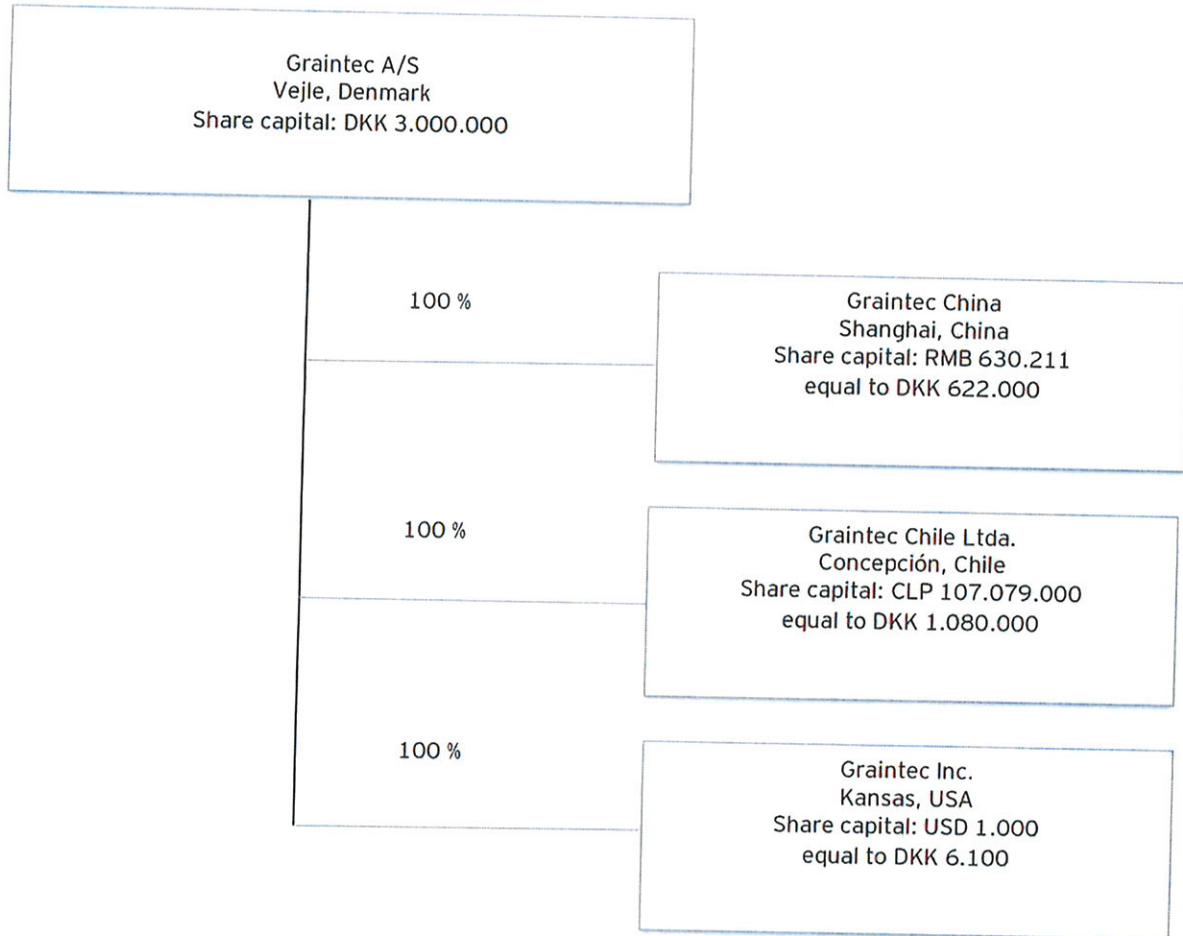 Graintec A/S
Vejle, Denmark
Share capital: DKK 3.000.000
100 %
Graintec China
Shanghai, China
Share capital: RMB 630.211
equal to DKK 622.000
100 %
Graintec Chile Ltda.
Concepción, Chile
Share capital: CLP 107.079.000
equal to DKK 1.080.000
100 %
Graintec Inc.
Kansas, USA
Share capital: USD 1.000
equal to DKK 6.100